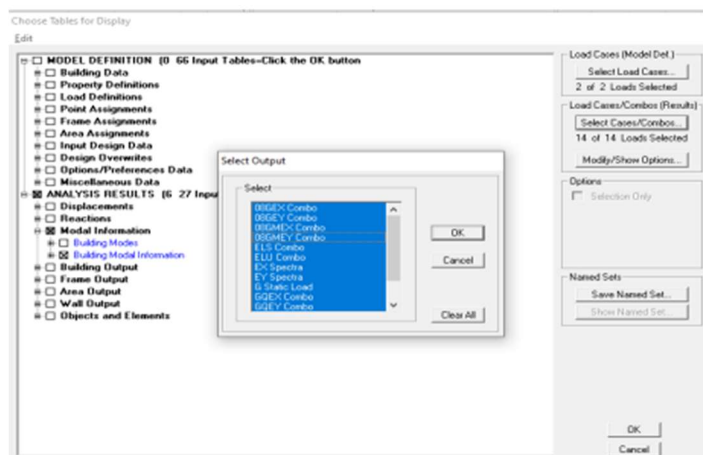 Choose Tables for Display
Edit
MODEL DEFINITION (0 66 Input Tables-Click the OK button
Building Data
Property Definitions
Load Definitions
Point Assignments
Frame Assignments
Area Assignments
Input Design Data
Design Overwrites
Options/Preferences Data
Miscellaneous Data
ANALYSIS RESULTS (6 27 Inpu
Displacements
Reactions
Modal Information
Building Modes
Building Modal Information
Building Output
Frame Output
Area Output
Wall Output
Objects and Elements
Select Output
Select
08GEX Combo
08GEY Combo
08GMEX Combo
08GMEY Combo
ELS Combo
ELU Combo
EX Spectra
EY Spectra
G Static Load
GQEX Combo
GQEY Combo
OK
Cancel
Clear All
Load Cases (Model Def.)
Select Load Cases...
2 of 2 Loads Selected
Load Cases/Combos (Results)
Select Cases/Combos...
14 of 14 Loads Selected
Modify/Show Options...
Options
Selection Only
Named Sets
Save Named Set...
Show Named Set...
OK
Cancel